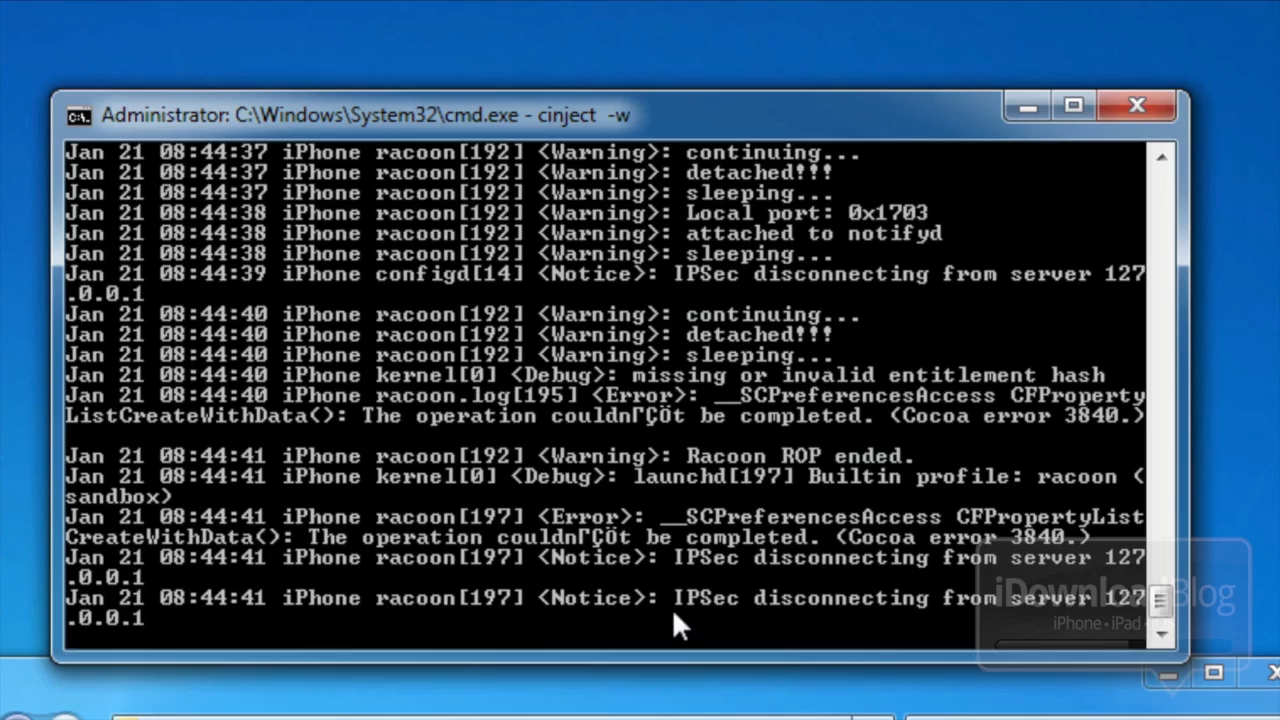 Administrator: C:\Windows\System32\cmd.exe - cinject  -w
Jan 21 08:44:37 iPhone racoon[192] <Warning>: continuing...
Jan 21 08:44:37 iPhone racoon[192] <Warning>: detached!!!
Jan 21 08:44:37 iPhone racoon[192] <Warning>: sleeping...
Jan 21 08:44:38 iPhone racoon[192] <Warning>: Local port: 0x1703
Jan 21 08:44:38 iPhone racoon[192] <Warning>: attached to notifyd
Jan 21 08:44:38 iPhone racoon[192] <Warning>: sleeping...
Jan 21 08:44:39 iPhone configd[14] <Notice>: IPSec disconnecting from server 127
.0.0.1
Jan 21 08:44:40 iPhone racoon[192] <Warning>: continuing...
Jan 21 08:44:40 iPhone racoon[192] <Warning>: detached!!!
Jan 21 08:44:40 iPhone racoon[192] <Warning>: sleeping...
Jan 21 08:44:40 iPhone kernel[0] <Debug>: missing or invalid entitlement hash
Jan 21 08:44:40 iPhone racoon.log[195] <Error>: __SCPreferencesAccess CFProperty
ListCreateWithData(): The operation couldnΓÇÖt be completed. (Cocoa error 3840.)
Jan 21 08:44:41 iPhone racoon[192] <Warning>: Racoon ROP ended.
Jan 21 08:44:41 iPhone kernel[0] <Debug>: launchd[197] Builtin profile: racoon (
sandbox)
Jan 21 08:44:41 iPhone racoon[197] <Error>: __SCPreferencesAccess CFPropertyList
CreateWithData(): The operation couldnΓÇÖt be completed. (Cocoa error 3840.)
Jan 21 08:44:41 iPhone racoon[197] <Notice>: IPSec disconnecting from server 127
.0.0.1
Jan 21 08:44:41 iPhone racoon[197] <Notice>: IPSec disconnecting from server 127
.0.0.1
iDownloadBlog
iPhone • iPad • iOS